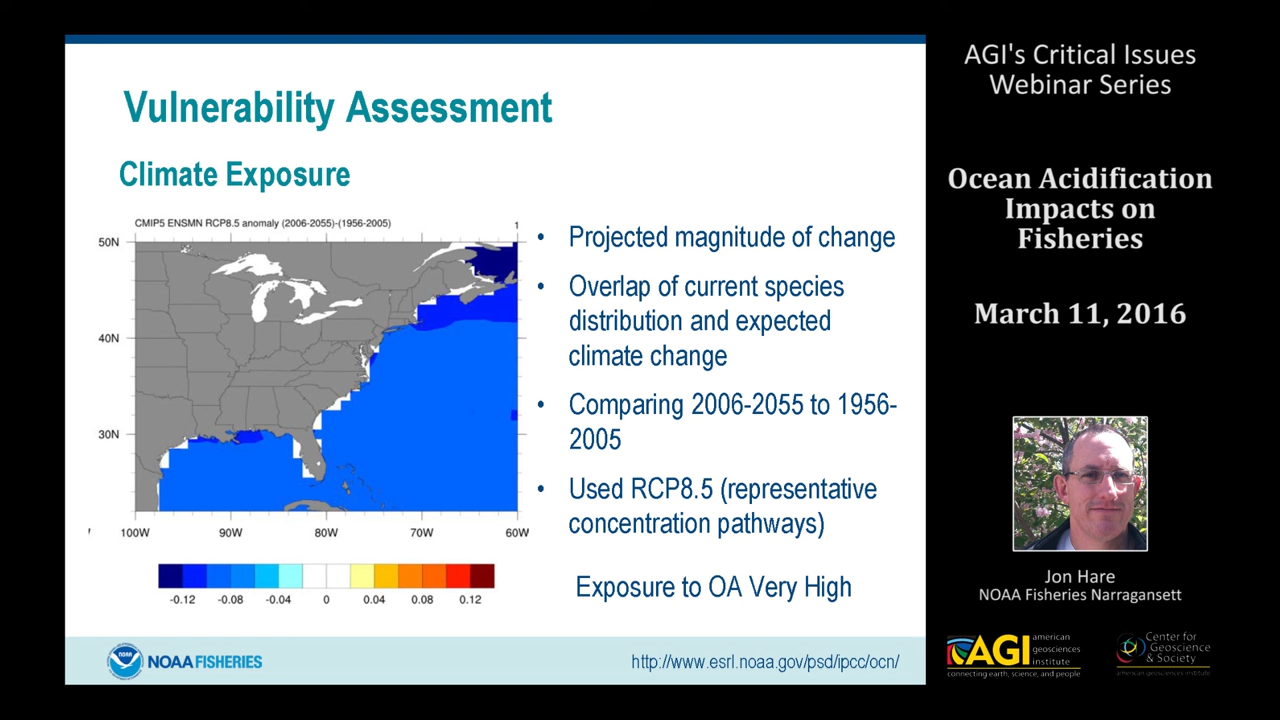 Vulnerability Assessment
Climate Exposure
CMIP5 ENSMN RCP8.5 anomaly (2006-2055)-(1956-2005)
1
50N
40N
30N
100W 90W 80W 70W 60W
-0.12 -0.08 -0.04 0 0.04 0.08 0.12
• Projected magnitude of change
• Overlap of current species
distribution and expected
climate change
• Comparing 2006-2055 to 1956-
2005
• Used RCP8.5 (representative
concentration pathways)
Exposure to OA Very High
NOAA
NOAA FISHERIES
http://www.esrl.noaa.gov/psd/ipcc/ocn/
AGI's Critical Issues
Webinar Series
Ocean Acidification
Impacts on
Fisheries
March 11, 2016
Jon Hare
NOAA Fisheries Narragansett
AGI
american
geosciences
institute
connecting earth, science, and people
Center for
Geoscience
& Society
american geosciences institute